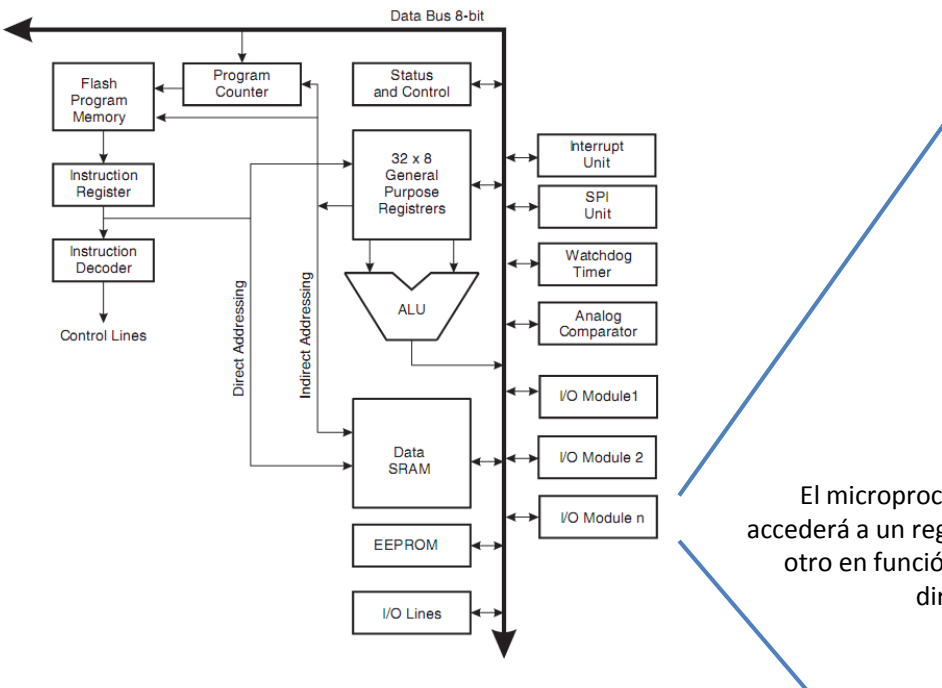 Data Bus 8-bit
Flash
Program
Memory
Program
Counter
Status
and Control
Instruction
Register
32 x 8
General
Purpose
Registrers
Interrupt
Unit
SPI
Unit
Instruction
Decoder
Watchdog
Timer
ALU
Analog
Comparator
Control Lines
Direct Addressing
Indirect Addressing
I/O Module1
Data
SRAM
I/O Module 2
I/O Module n
EEPROM
I/O Lines
El microproc
accederá a un reg
otro en funció
dir